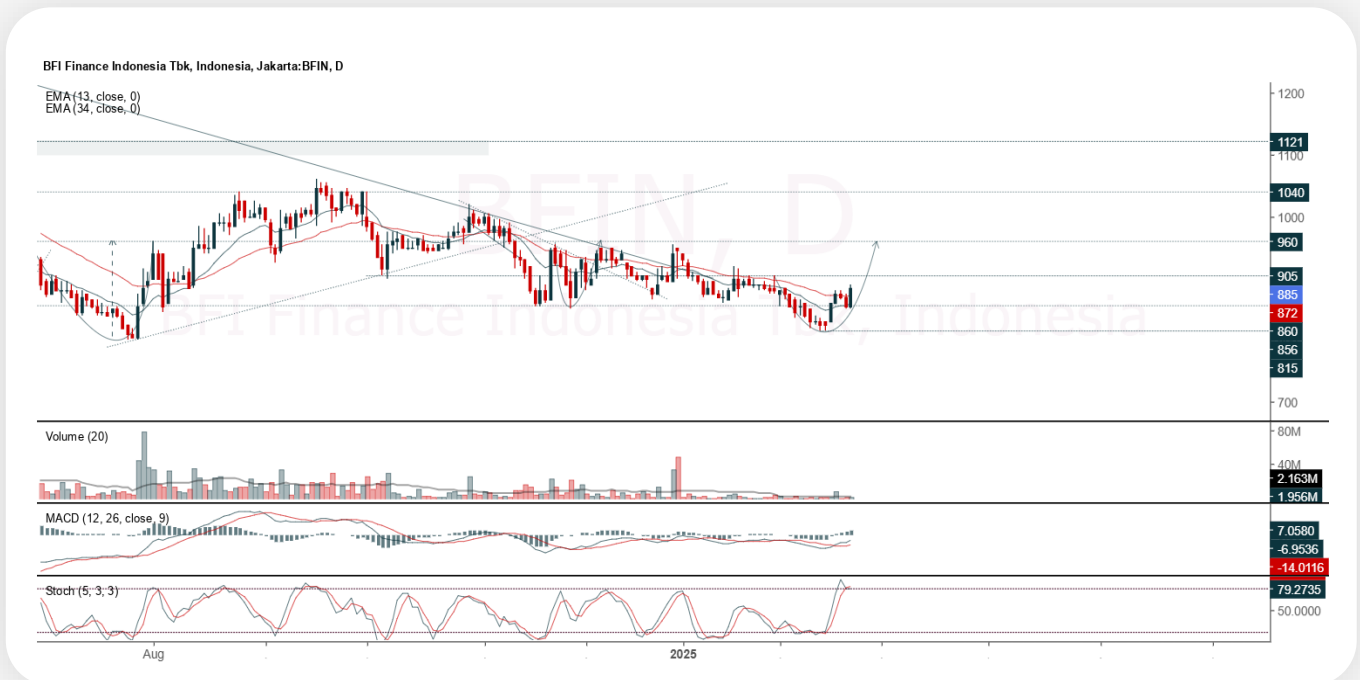 BFI Finance Indonesia Tbk, Indonesia, Jakarta:BFIN, D
EMA (13, close, 0)
EMA (34, close, 0)
BFIN, D
BFI Finance Indonesia Tbk, Indonesia
1200
1121
1100
1040
1000
960
905
885
872
860
856
815
700
Volume (20)
80M
40M
2.163M
1.956M
MACD (12, 26, close, 9)
7.0580
-6.9536
-14.0116
Stoch (5, 3, 3)
79.2735
50.0000
Aug
2025